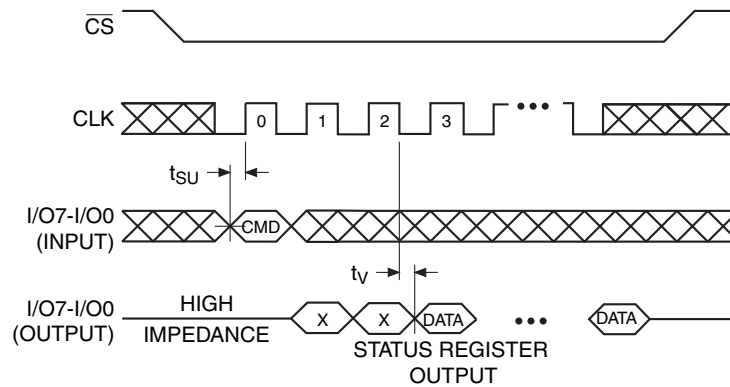 CS
CLK
0 1 2 3 •••
tSU
I/O7-I/O0
(INPUT)
CMD
tV
I/O7-I/O0
(OUTPUT)
HIGH
IMPEDANCE
X X DATA ••• DATA
STATUS REGISTER
OUTPUT